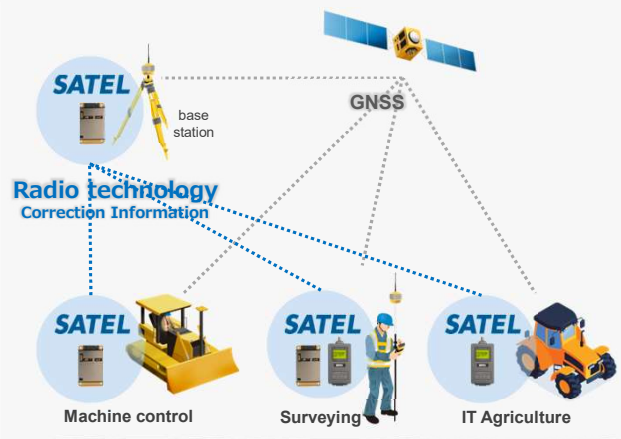 SATEL
base
station
GNSS
Radio technology
Correction Information
SATEL
SATEL
SATEL
Machine control
Surveying
IT Agriculture